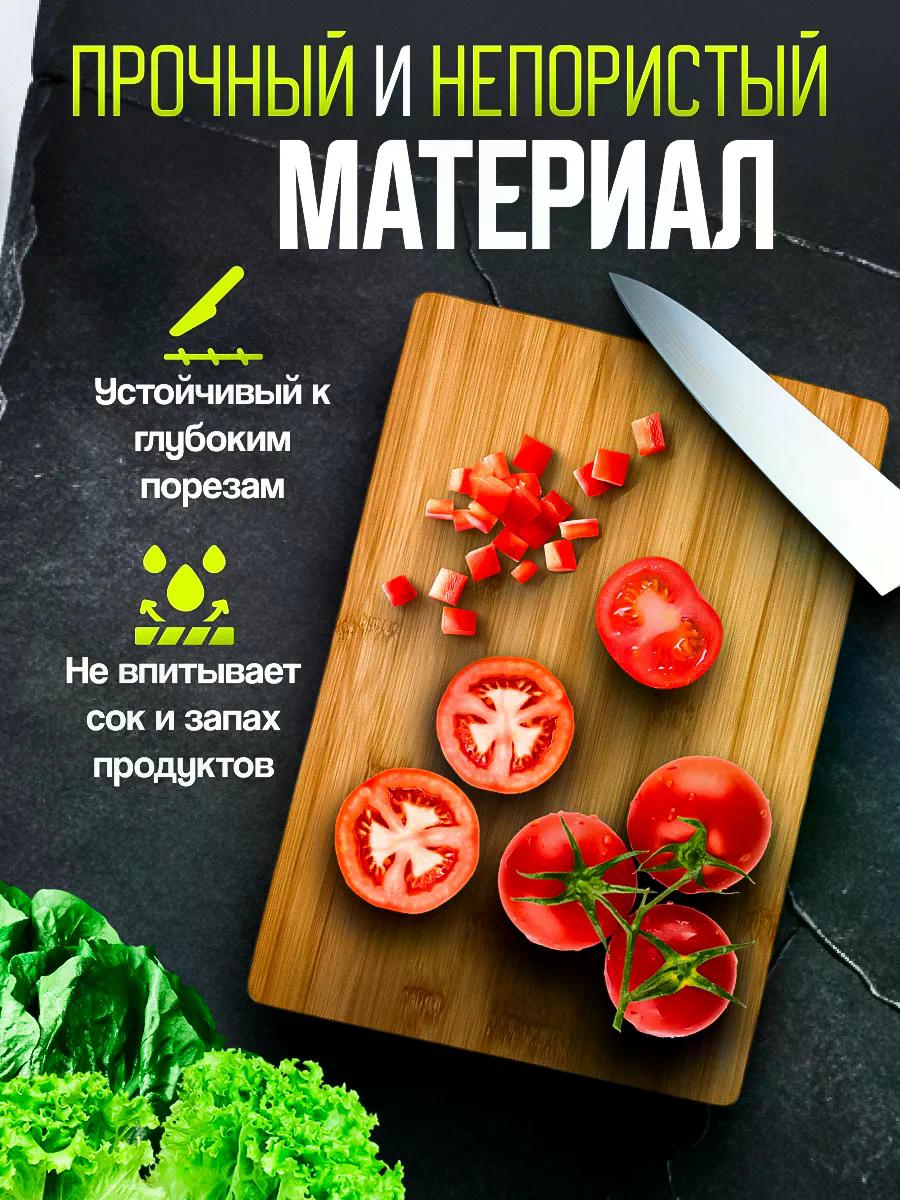 ПРОЧНЫЙ И НЕПОРИСТЫЙ
МАТЕРИАЛ
Устойчивый к
глубоким
порезам
Не впитывает
сок и запах
продуктов